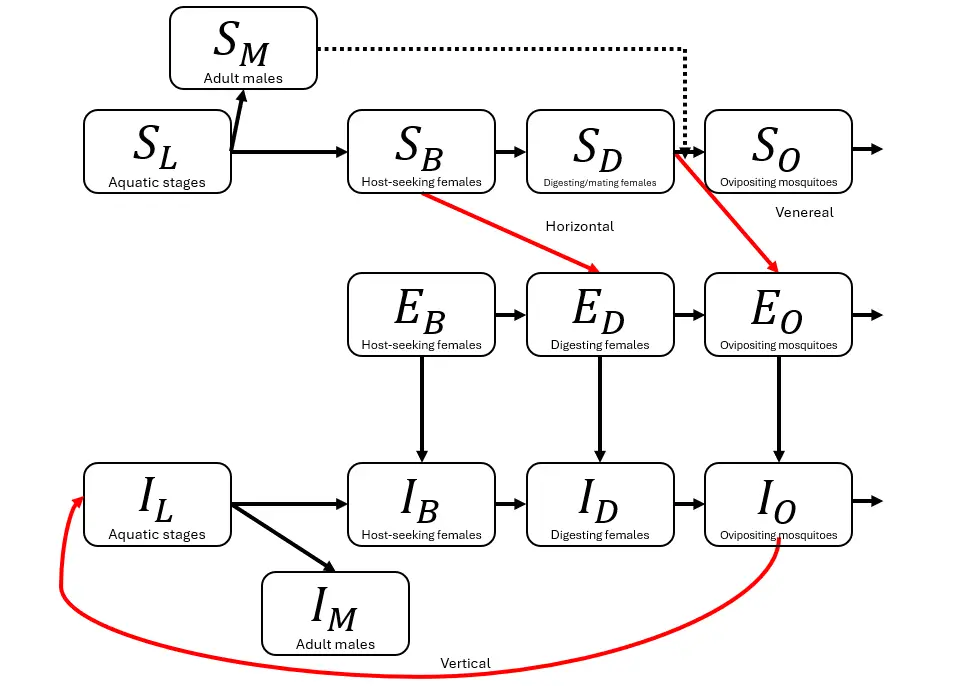 S_M
Adult males
S_L
Aquatic stages
S_B
Host-seeking females
S_D
Digesting/mating females
S_O
Ovipositing mosquitoes
Horizontal
Venereal
E_B
Host-seeking females
E_D
Digesting females
E_O
Ovipositing mosquitoes
I_L
Aquatic stages
I_B
Host-seeking females
I_D
Digesting females
I_O
Ovipositing mosquitoes
I_M
Adult males
Vertical